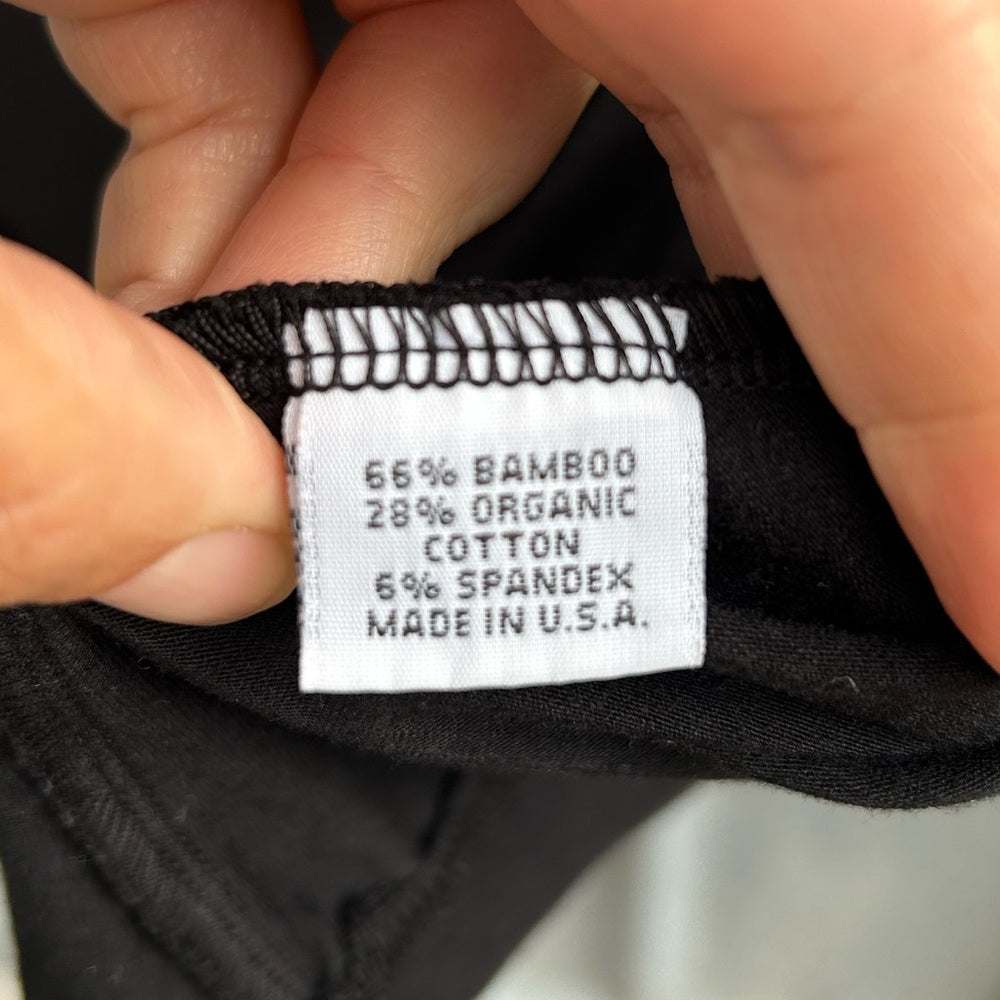 66% BAMBOO
28% ORGANIC
COTTON
6% SPANDEX
MADE IN U.S.A.